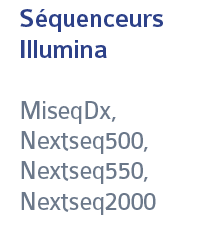 Séquenceurs
Illumina
MiseqDx,
Nextseq500,
Nextseq550,
Nextseq2000